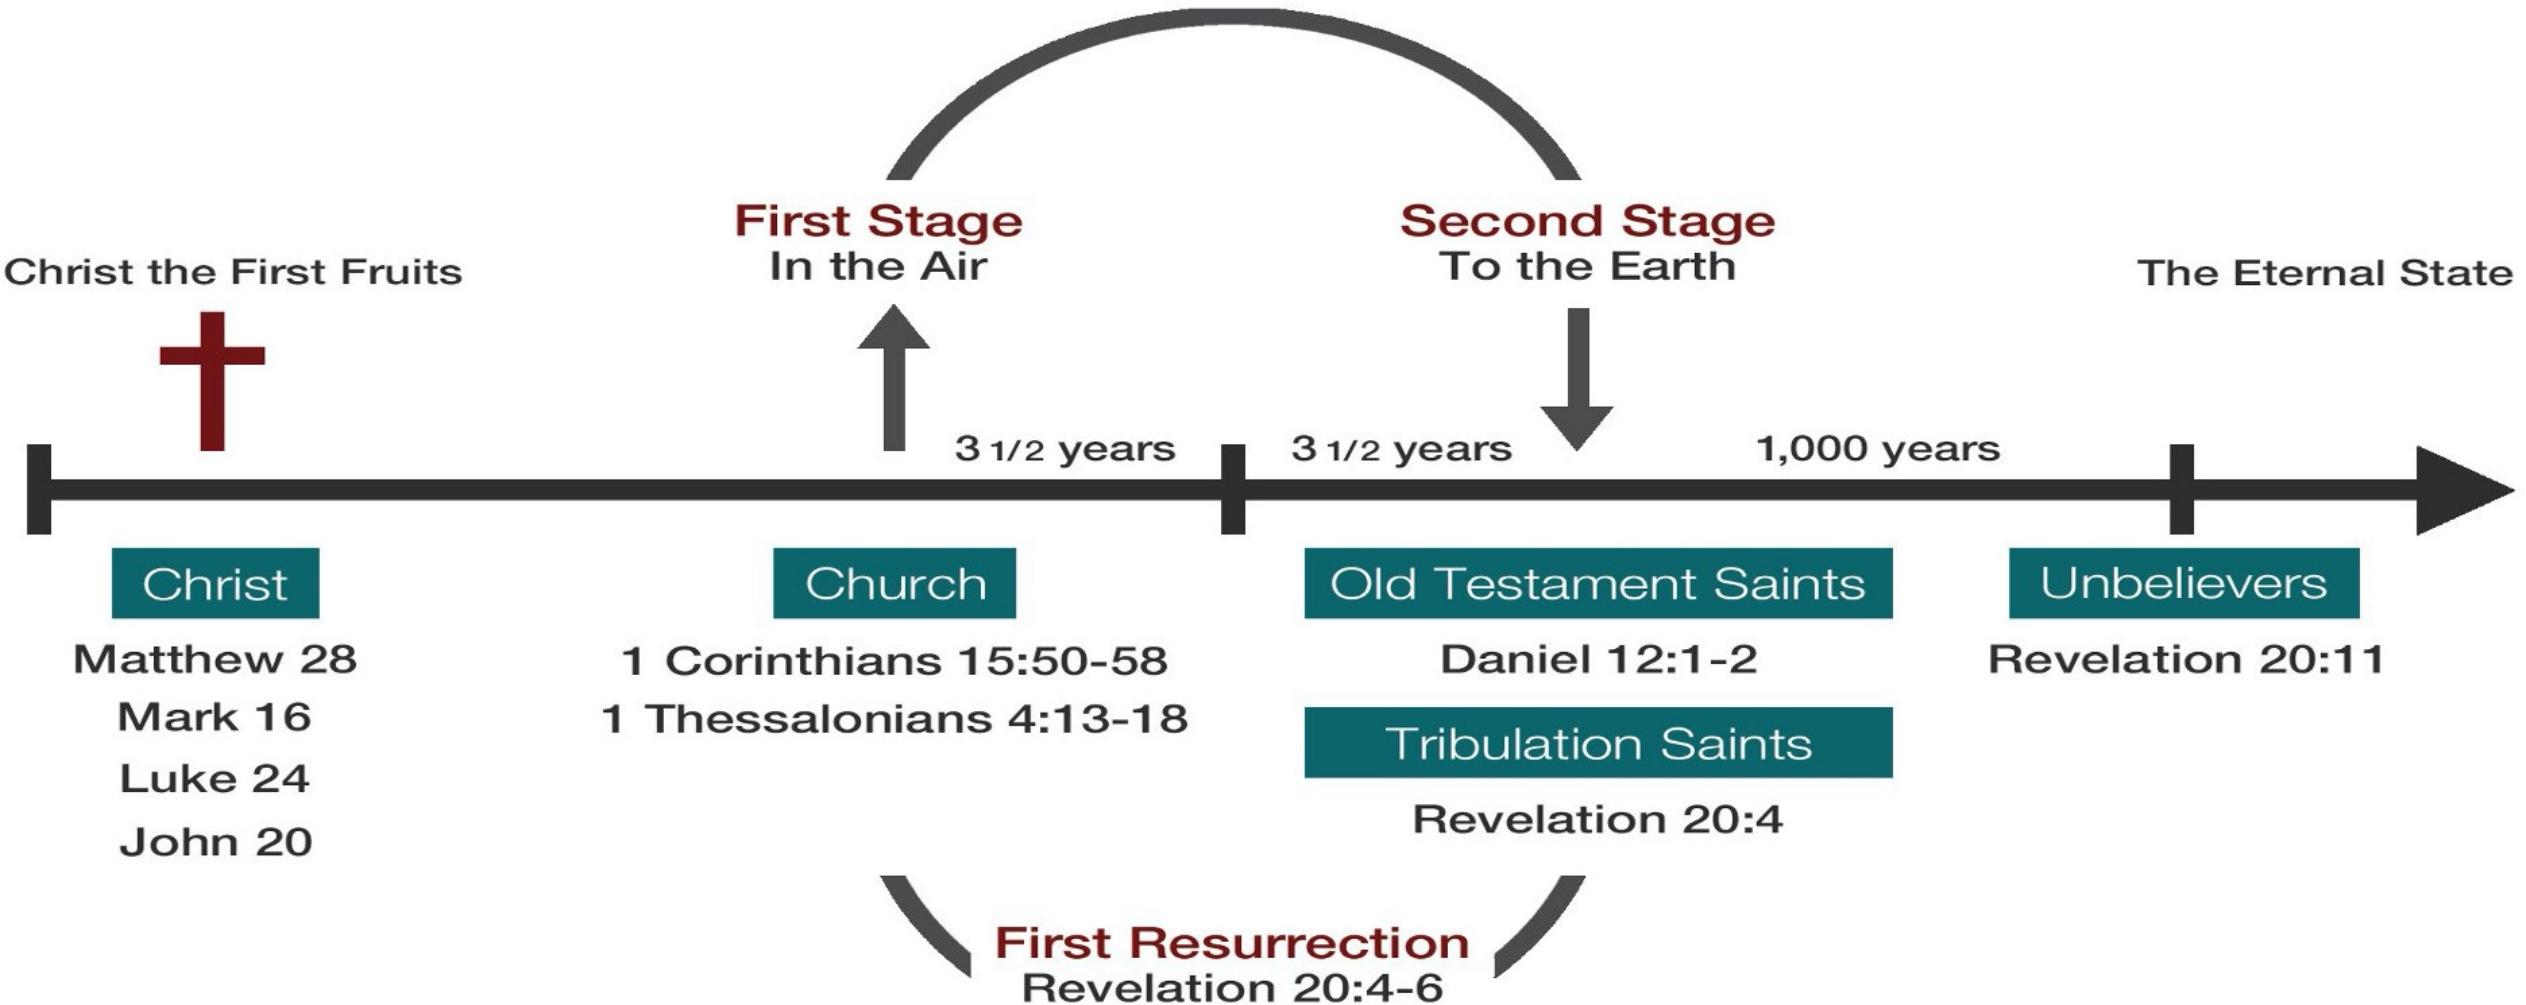 First Stage
In the Air
Second Stage
To the Earth
Christ the First Fruits
The Eternal State
3 1/2 years
3 1/2 years
1,000 years
Christ
Matthew 28
Mark 16
Luke 24
John 20
Church
1 Corinthians 15:50-58
1 Thessalonians 4:13-18
Old Testament Saints
Daniel 12:1-2
Tribulation Saints
Revelation 20:4
Unbelievers
Revelation 20:11
First Resurrection
Revelation 20:4-6